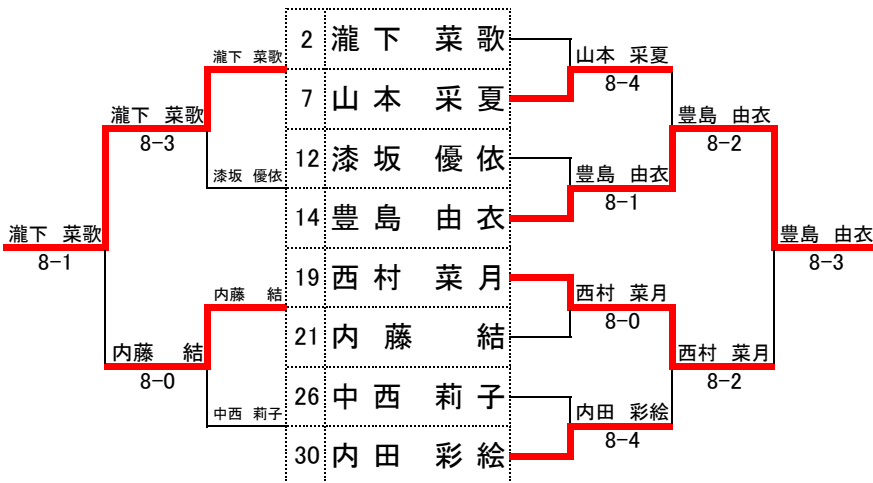 2 瀧下 菜歌
7 山本 采夏
12 漆坂 優依
14 豊島 由衣
19 西村 菜月
21 内藤 結
26 中西 莉子
30 内田 彩絵
瀧下 菜歌
漆坂 優依
内藤 結
中西 莉子
瀧下 菜歌
8-3
内藤 結
8-0
瀧下 菜歌
8-1
山本 采夏
8-4
豊島 由衣
8-1
西村 菜月
8-0
内田 彩絵
8-4
豊島 由衣
8-2
西村 菜月
8-2
豊島 由衣
8-3